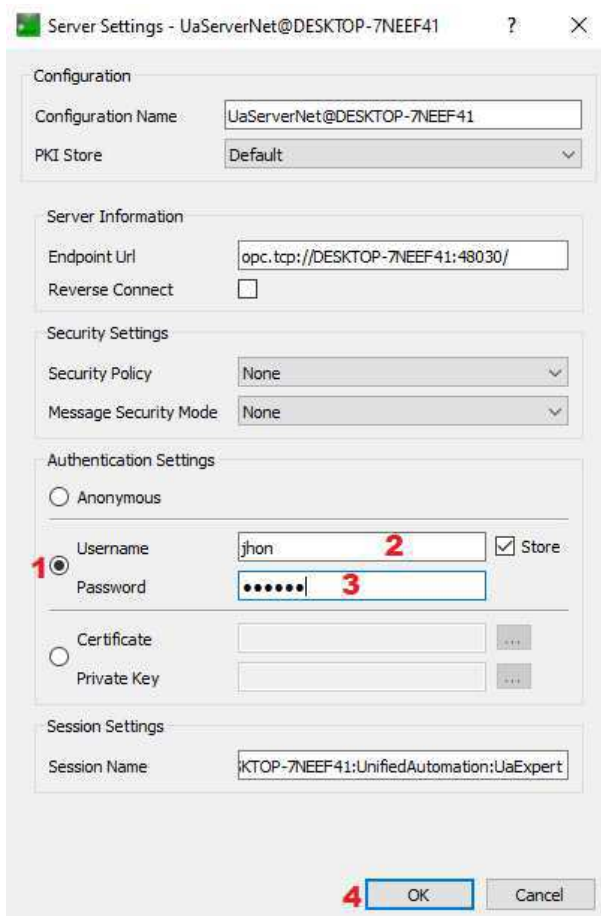 Server Settings - UaServerNet@DESKTOP-7NEEF41 ? ×
Configuration
Configuration Name UaServerNet@DESKTOP-7NEEF41
PKI Store Default
Server Information
Endpoint Url opc.tcp://DESKTOP-7NEEF41:48030/
Reverse Connect
Security Settings
Security Policy None
Message Security Mode None
Authentication Settings
Anonymous
Username jhon 2 Store
1
Password •••••• 3
Certificate ...
Private Key ...
Session Settings
Session Name KTOP-7NEEF41:UnifiedAutomation:UaExpert
4 OK Cancel